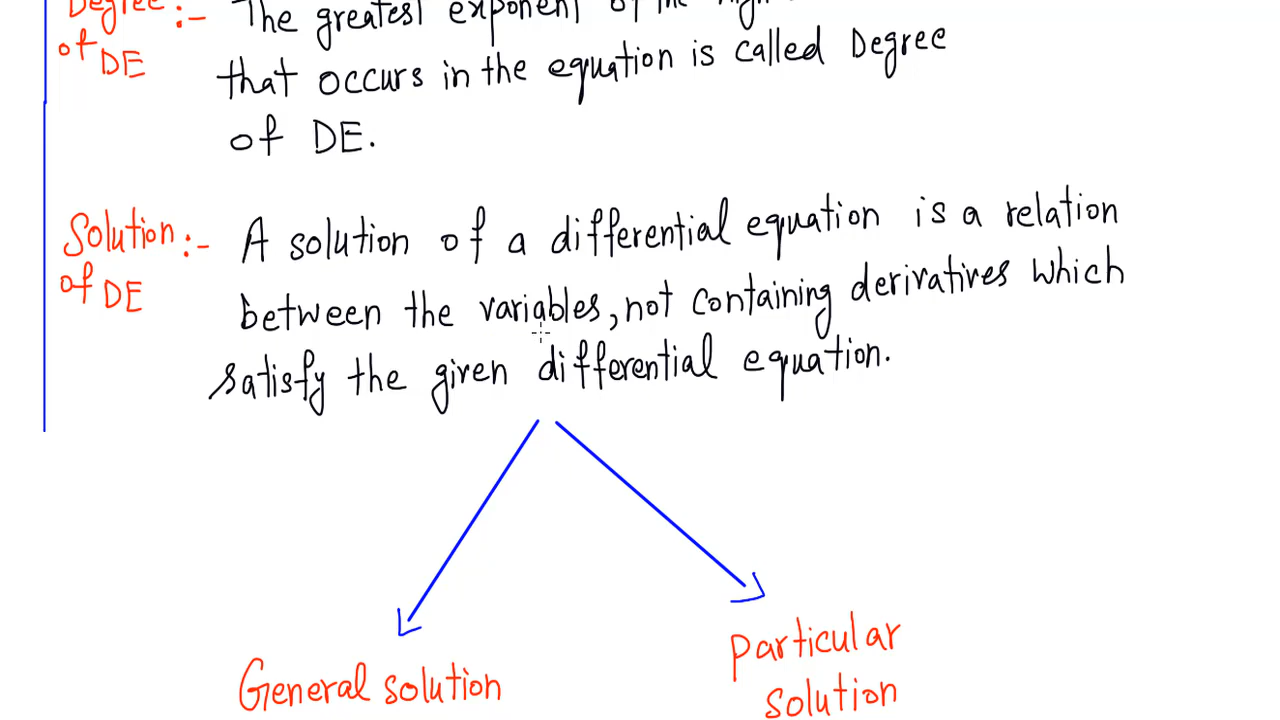 Degree :-
of DE
The greatest exponent of the
that occurs in the equation is called Degree
of DE.
Solution :-
of DE
A solution of a differential equation is a relation
between the variables, not containing derivatives which
satisfy the given differential equation.
General solution
Particular
solution